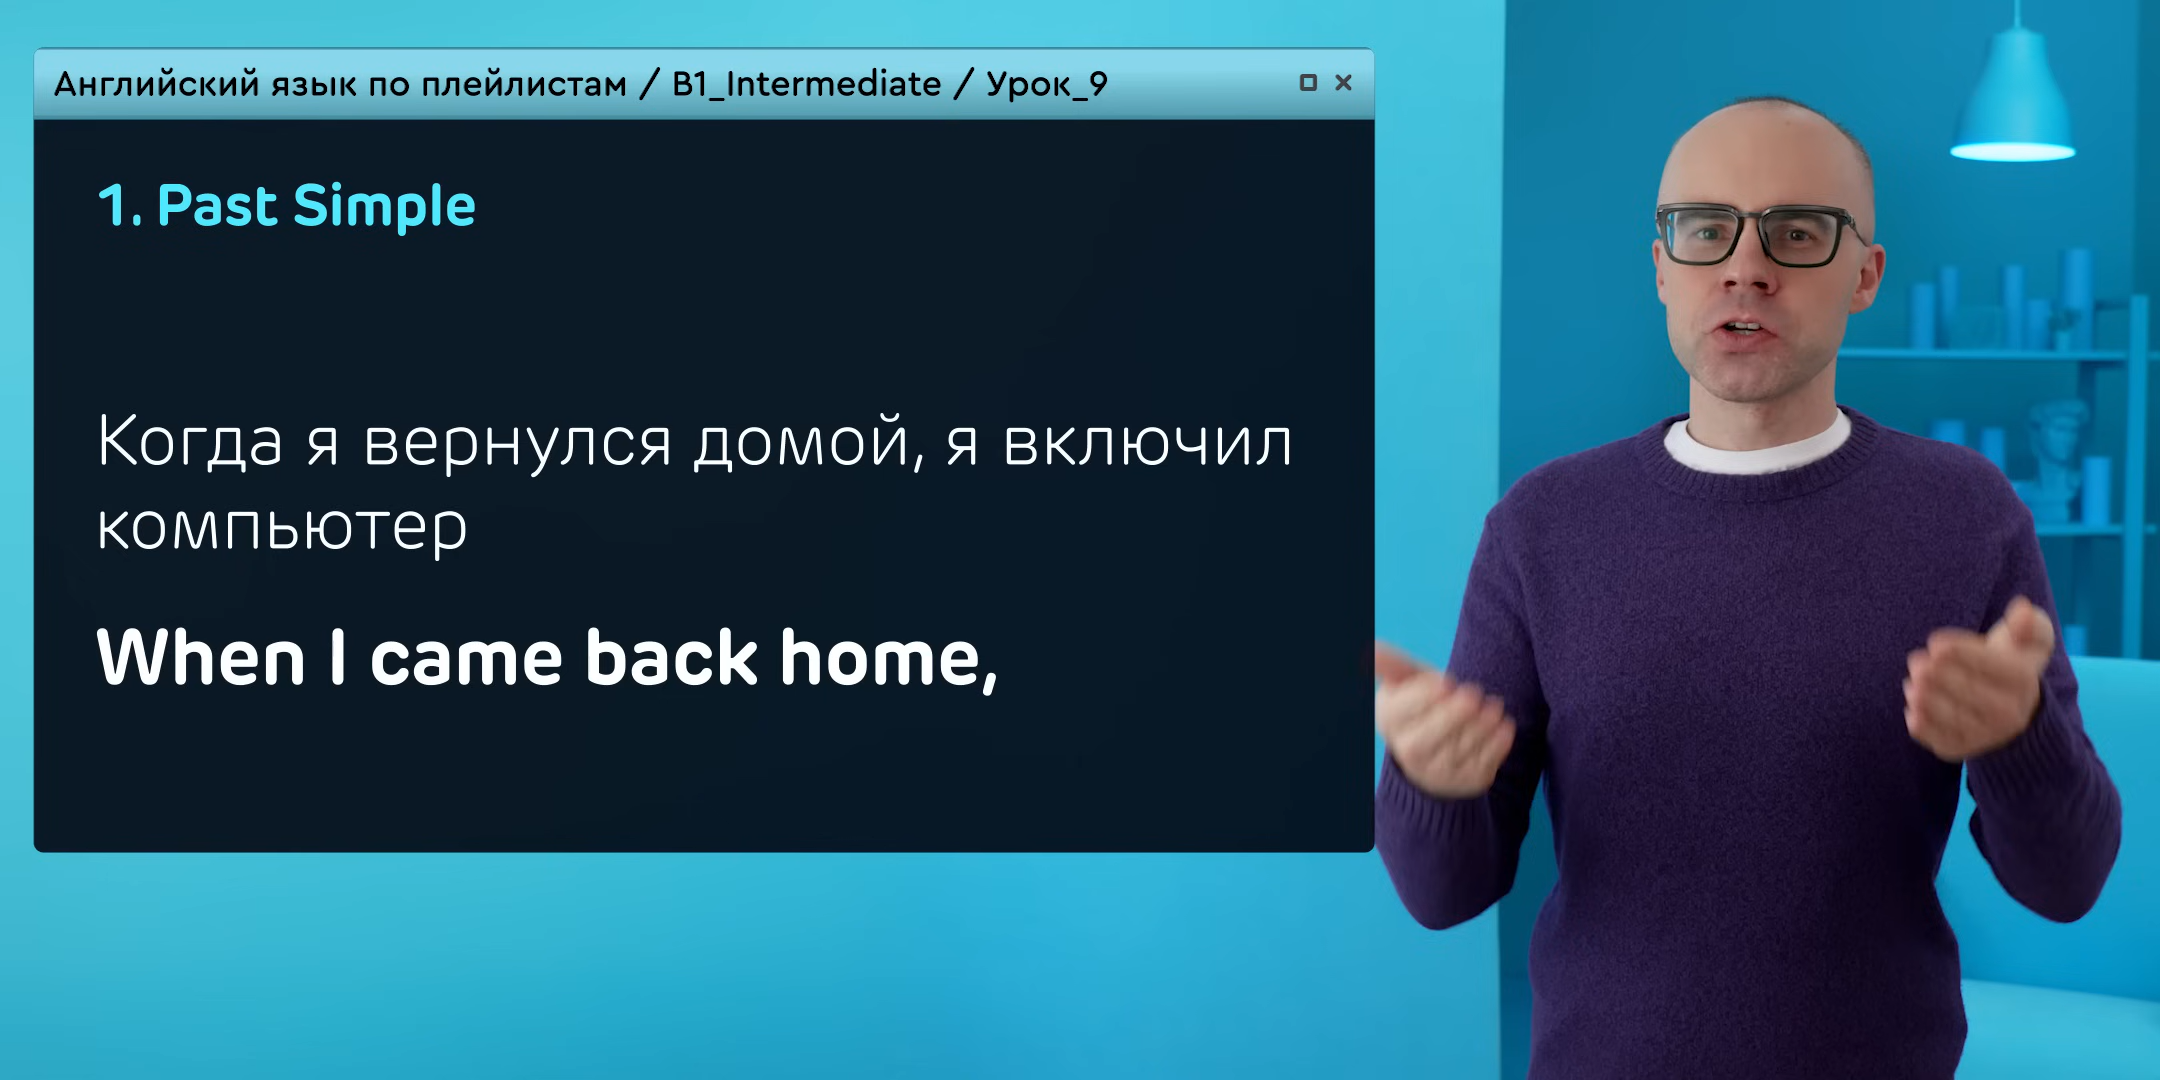 Английский язык по плейлистам / B1_Intermediate / Урок_9
1. Past Simple
Когда я вернулся домой, я включил
компьютер
When I came back home,